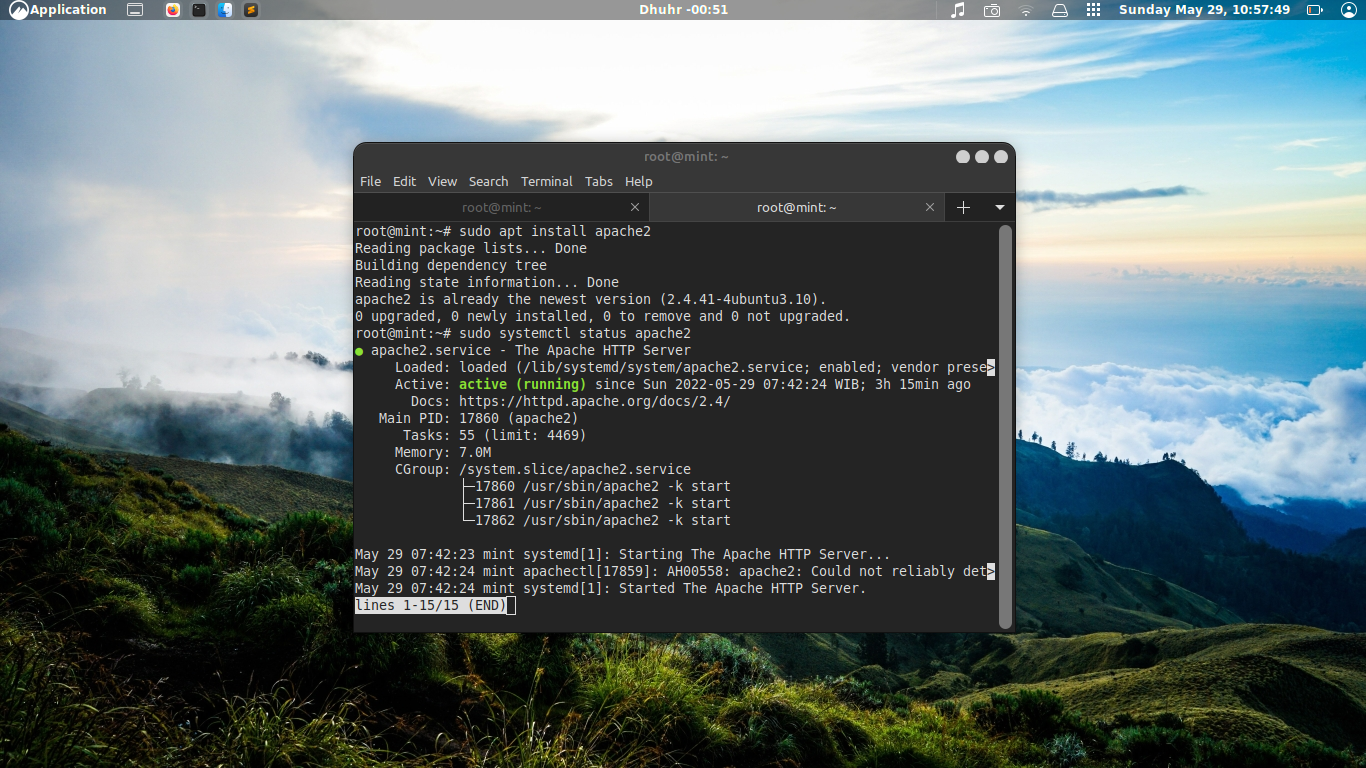 Application
Dhuhr -00:51
Sunday May 29, 10:57:49
root@mint: ~
File Edit View Search Terminal Tabs Help
root@mint: ~
root@mint: ~
root@mint:~# sudo apt install apache2
Reading package lists... Done
Building dependency tree
Reading state information... Done
apache2 is already the newest version (2.4.41-4ubuntu3.10).
0 upgraded, 0 newly installed, 0 to remove and 0 not upgraded.
root@mint:~# sudo systemctl status apache2
● apache2.service - The Apache HTTP Server
Loaded: loaded (/lib/systemd/system/apache2.service; enabled; vendor prese>
Active: active (running) since Sun 2022-05-29 07:42:24 WIB; 3h 15min ago
Docs: https://httpd.apache.org/docs/2.4/
Main PID: 17860 (apache2)
Tasks: 55 (limit: 4469)
Memory: 7.0M
CGroup: /system.slice/apache2.service
├─17860 /usr/sbin/apache2 -k start
├─17861 /usr/sbin/apache2 -k start
└─17862 /usr/sbin/apache2 -k start
May 29 07:42:23 mint systemd[1]: Starting The Apache HTTP Server...
May 29 07:42:24 mint apachectl[17859]: AH00558: apache2: Could not reliably det>
May 29 07:42:24 mint systemd[1]: Started The Apache HTTP Server.
lines 1-15/15 (END)